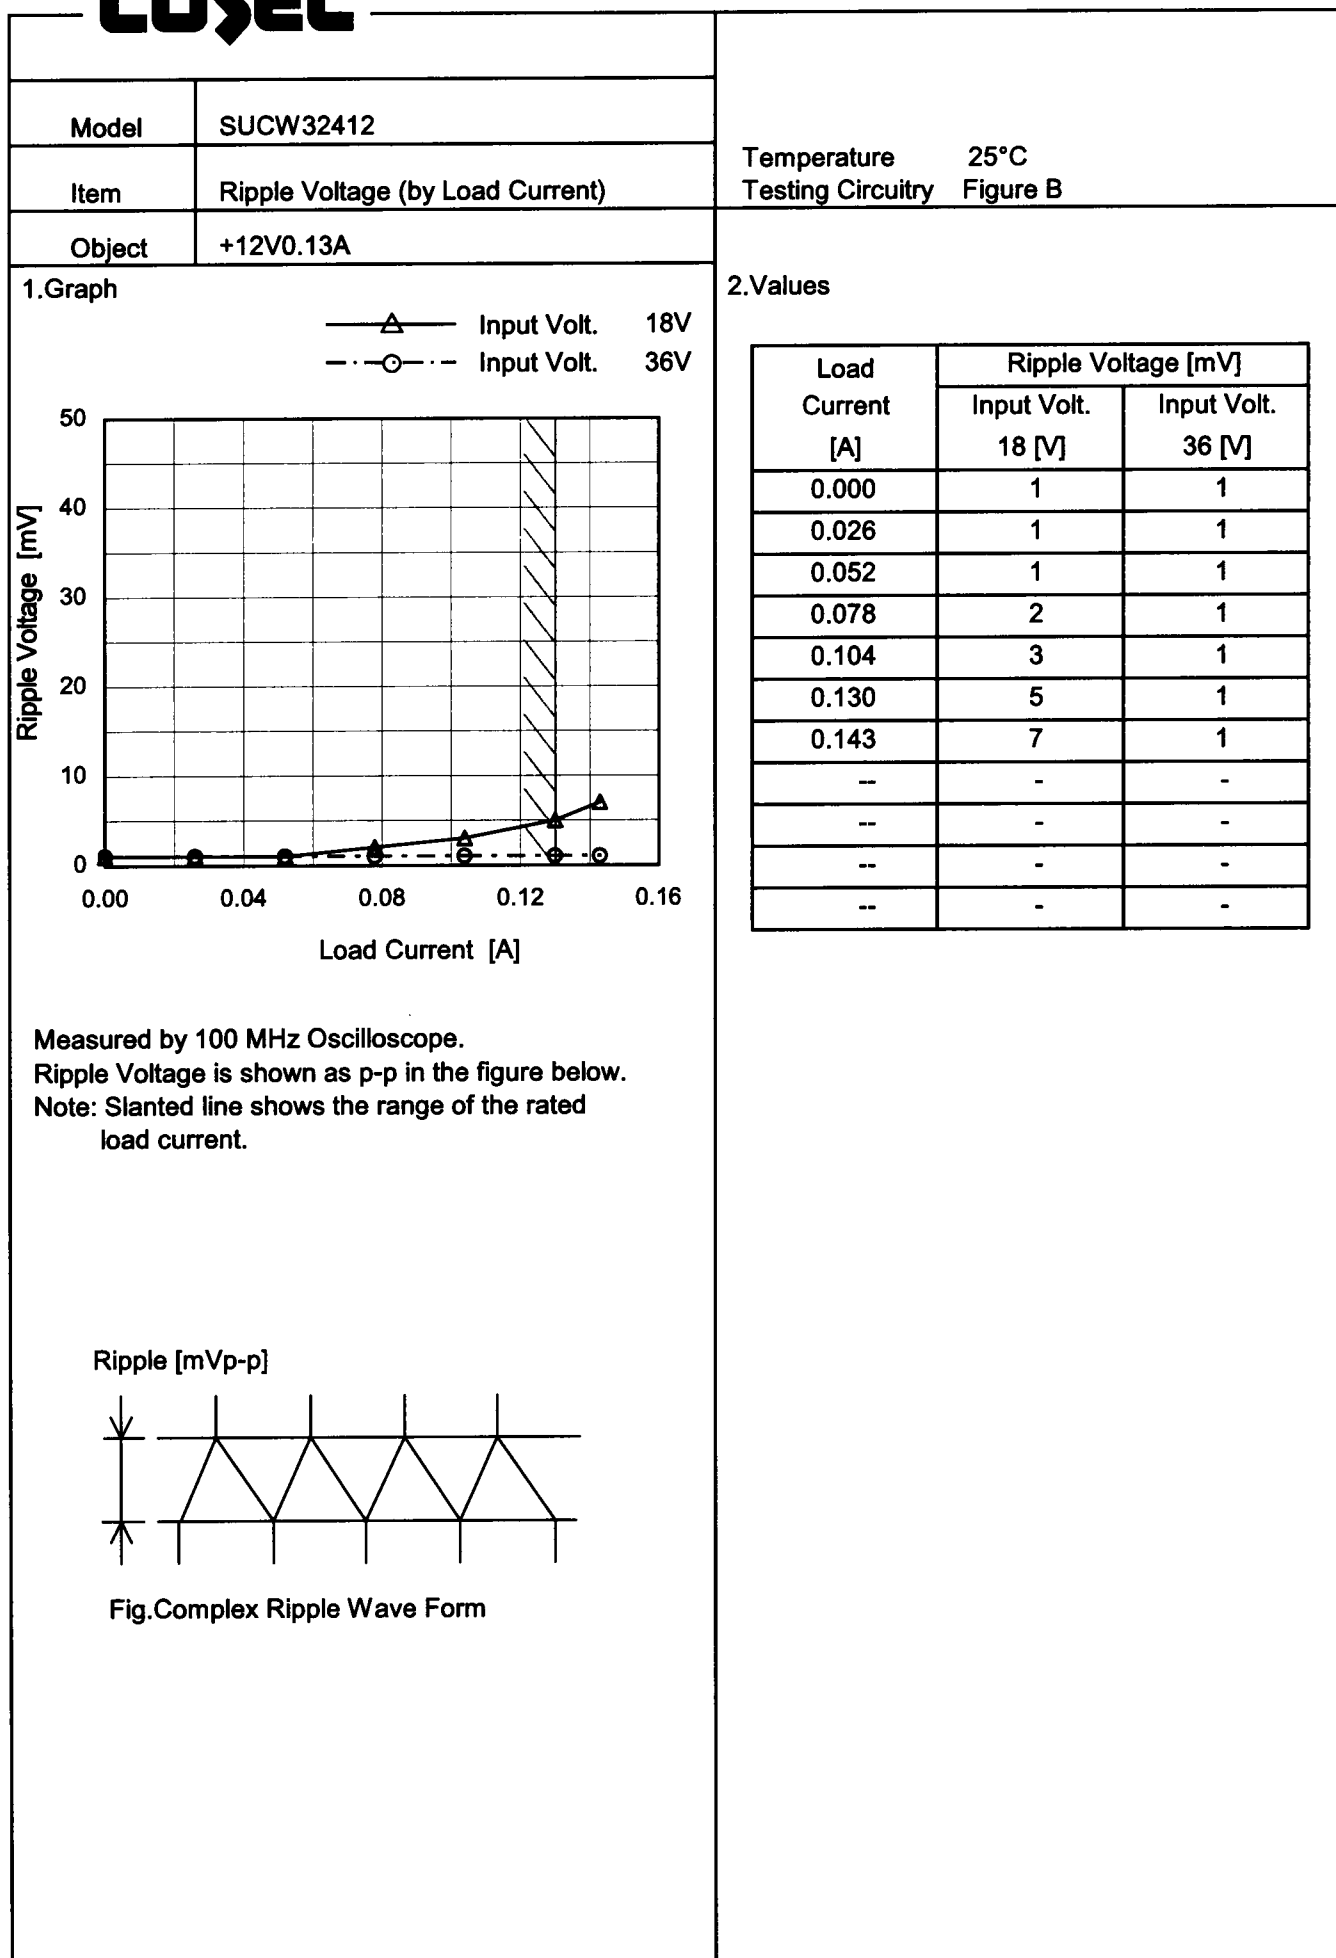 COSEL
Model SUCW32412
Item Ripple Voltage (by Load Current)
Object +12V0.13A
Temperature 25°C
Testing Circuitry Figure B
1.Graph
Input Volt. 18V
Input Volt. 36V
50
40
30
20
10
0
Ripple Voltage [mV]
0.00 0.04 0.08 0.12 0.16
Load Current [A]
Measured by 100 MHz Oscilloscope.
Ripple Voltage is shown as p-p in the figure below.
Note: Slanted line shows the range of the rated
load current.
Ripple [mVp-p]
Fig.Complex Ripple Wave Form
2.Values
Load Ripple Voltage [mV]
Current Input Volt. Input Volt.
[A] 18 [V] 36 [V]
0.000 1 1
0.026 1 1
0.052 1 1
0.078 2 1
0.104 3 1
0.130 5 1
0.143 7 1
-- - -
-- - -
-- - -
-- - -